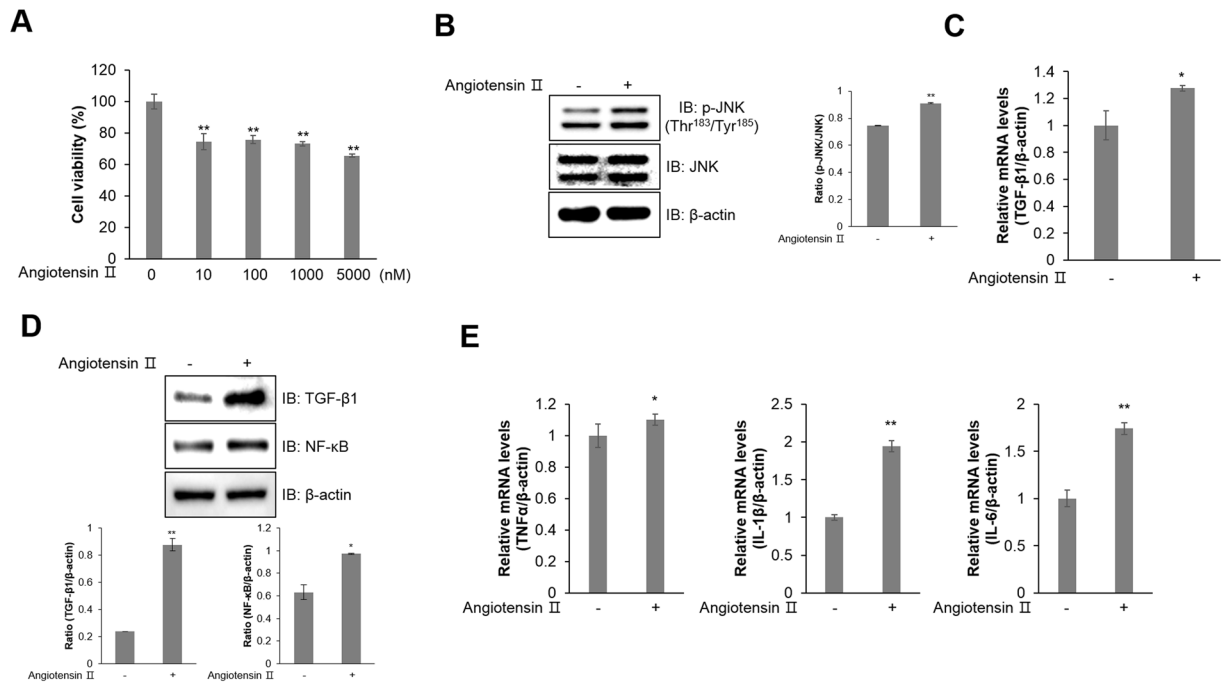 A
120
100
80
60
40
20
0
Cell viability (%)
**
**
**
**
Angiotensin Ⅱ 0 10 100 1000 5000 (nM)
B
Angiotensin Ⅱ - +
IB: p-JNK
(Thr183/Tyr185)
IB: JNK
IB: β-actin
1
0.8
0.6
0.4
0.2
0
Ratio (p-JNK/JNK)
**
Angiotensin Ⅱ - +
C
1.4
1.2
1
0.8
0.6
0.4
0.2
0
Relative mRNA levels
(TGF-β1/β-actin)
*
Angiotensin Ⅱ - +
D
Angiotensin Ⅱ - +
IB: TGF-β1
IB: NF-κB
IB: β-actin
1
0.8
0.6
0.4
0.2
0
Ratio (TGF-β1/β-actin)
**
Angiotensin Ⅱ - +
1.2
1
0.8
0.6
0.4
0.2
0
Ratio (NF-κB/β-actin)
*
Angiotensin Ⅱ - +
E
1.2
1
0.8
0.6
0.4
0.2
0
Relative mRNA levels
(TNFα/β-actin)
*
Angiotensin Ⅱ - +
2.5
2
1.5
1
0.5
0
Relative mRNA levels
(IL-1β/β-actin)
**
Angiotensin Ⅱ - +
2
1.5
1
0.5
0
Relative mRNA levels
(IL-6/β-actin)
**
Angiotensin Ⅱ - +